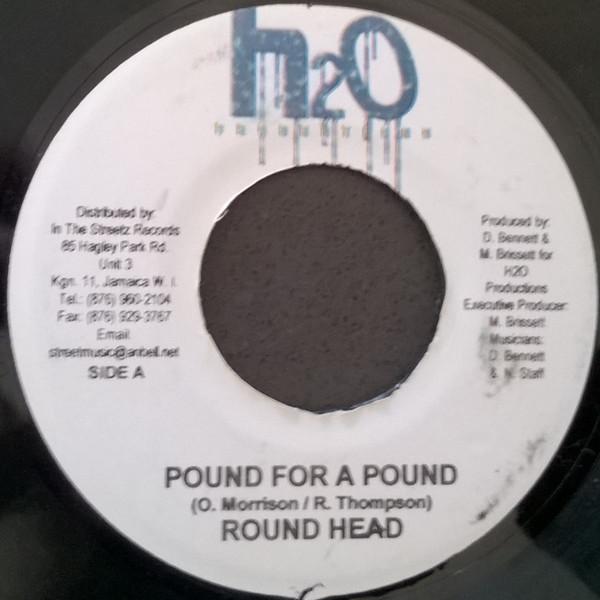 h2O
Distributed by:
In The Streetz Records
85 Hagley Park Rd.
Unit 3
Kgn. 11, Jamaica W. I.
Tel.: (876) 960-2104
Fax: (876) 929-3767
Email:
streetmusic@anbell.net
SIDE A
Produced by:
D. Bennett &
M. Brissett for
H2O
Productions
Executive Producer:
M. Brissett
Musicians:
D. Bennett
& N. Staff
POUND FOR A POUND
(O. Morrison / R. Thompson)
ROUND HEAD